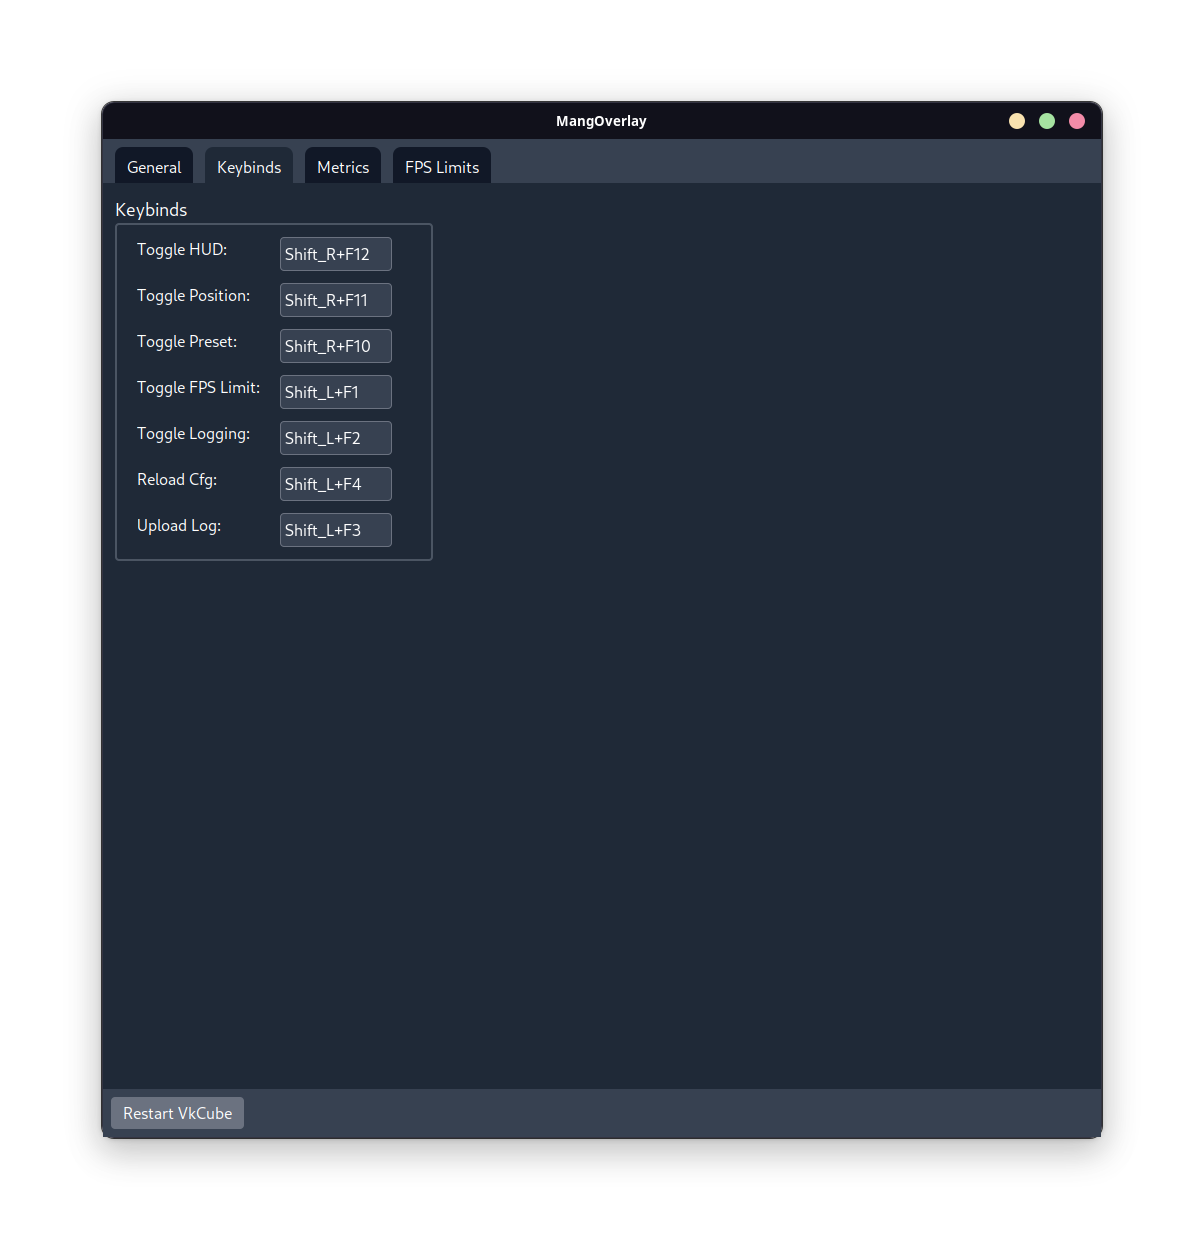 MangOverlay
General Keybinds Metrics FPS Limits
Keybinds
Toggle HUD: Shift_R+F12
Toggle Position: Shift_R+F11
Toggle Preset: Shift_R+F10
Toggle FPS Limit: Shift_L+F1
Toggle Logging: Shift_L+F2
Reload Cfg: Shift_L+F4
Upload Log: Shift_L+F3
Restart VkCube